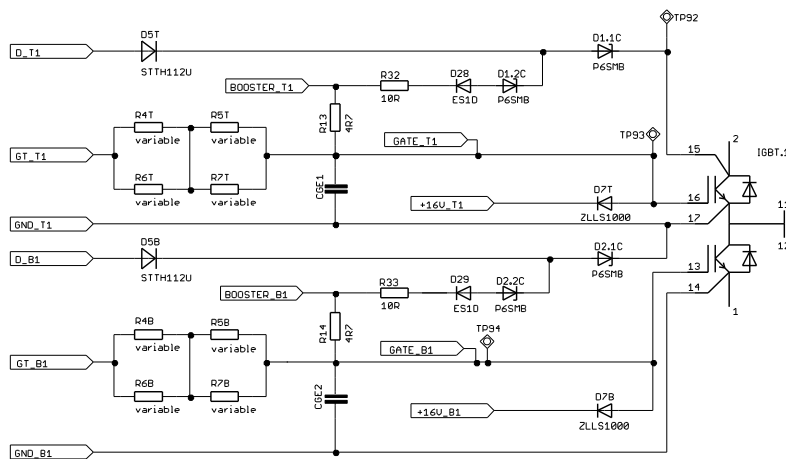 TP92
D5T
D1.1C
D_T1
STTH112U
P6SMB
R32
D28
D1.2C
BOOSTER_T1
10R
ES1D
P6SMB
R4T
R5T
R13
4R7
TP93
variable
variable
GATE_T1
2
GT_T1
15
IGBT.1
R6T
R7T
CGE1
D7T
variable
variable
+16V_T1
16
ZLLS1000
11
GND_T1
17
D5B
D2.1C
12
D_B1
STTH112U
P6SMB
R33
D29
D2.2C
13
BOOSTER_B1
10R
ES1D
P6SMB
14
R4B
R5B
R14
4R7
TP94
1
variable
variable
GATE_B1
GT_B1
R6B
R7B
CGE2
D7B
variable
variable
+16V_B1
ZLLS1000
GND_B1